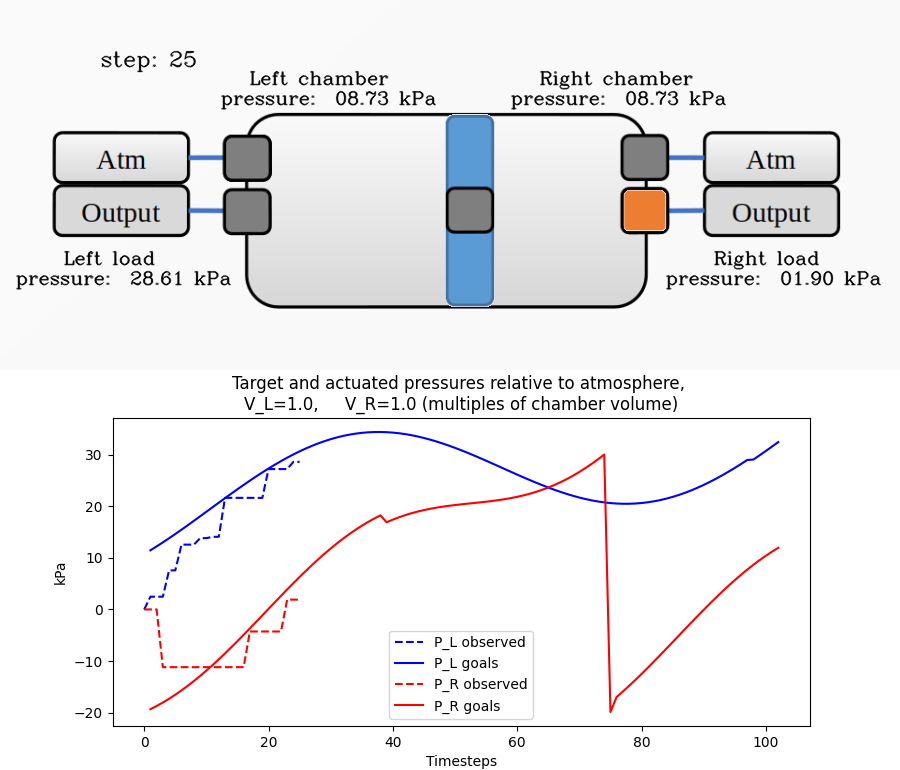 step: 25
Left chamber
pressure: 08.73 kPa
Right chamber
pressure: 08.73 kPa
Atm
Output
Atm
Output
Left load
pressure: 28.61 kPa
Right load
pressure: 01.90 kPa
Target and actuated pressures relative to atmosphere,
V_L=1.0, V_R=1.0 (multiples of chamber volume)
kPa
30
20
10
0
−10
−20
P_L observed
P_L goals
P_R observed
P_R goals
0 20 40 60 80 100
Timesteps